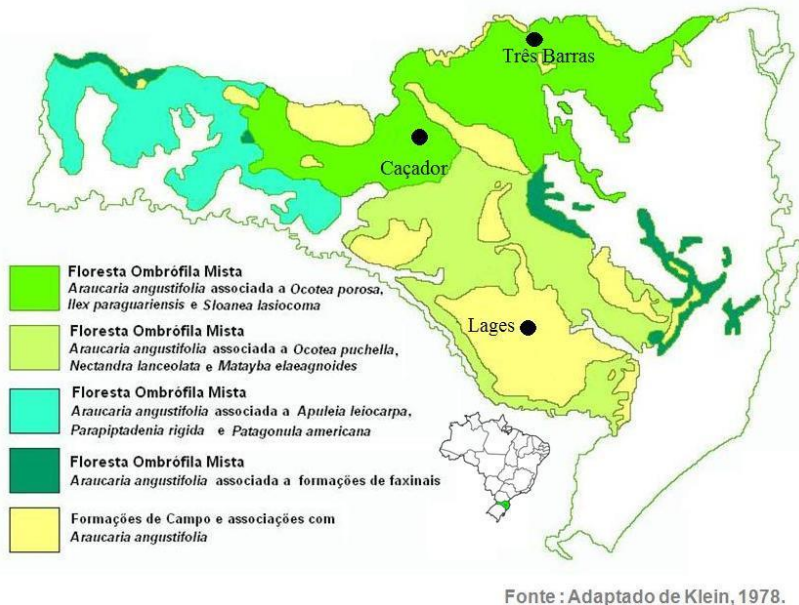 Três Barras
Caçador
Lages
Floresta Ombrófila Mista
Araucaria angustifolia associada a Ocotea porosa,
Ilex paraguariensis e Sloanea lasiocoma
Floresta Ombrófila Mista
Araucaria angustifolia associada a Ocotea puchella,
Nectandra lanceolata e Matayba elaeagnoides
Floresta Ombrófila Mista
Araucaria angustifolia associada a Apuleia leiocarpa,
Parapiptadenia rigida e Patagonula americana
Floresta Ombrófila Mista
Araucaria angustifolia associada a formações de faxinais
Formações de Campo e associações com
Araucaria angustifolia
Fonte : Adaptado de Klein, 1978.